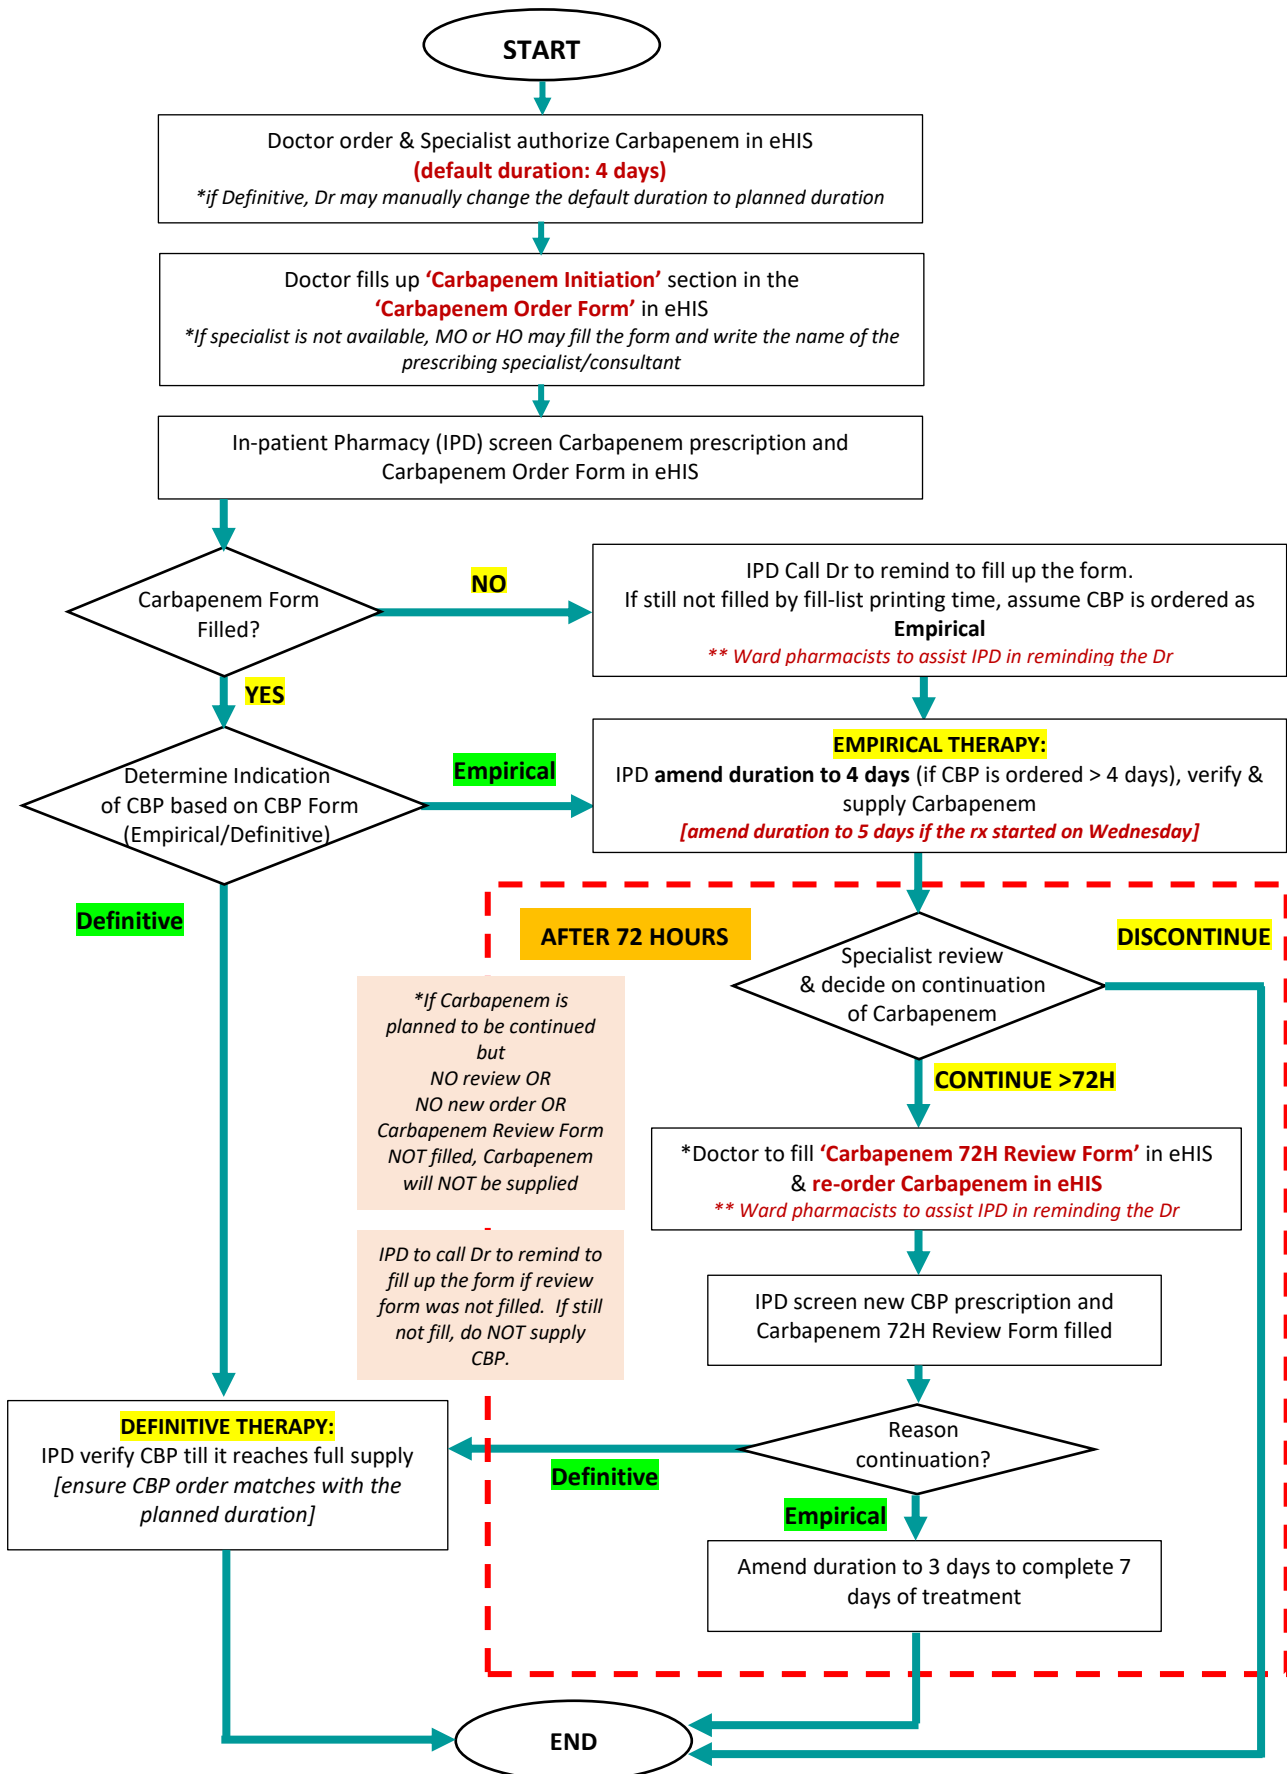 START
Doctor order & Specialist authorize Carbapenem in eHIS
(default duration: 4 days)
*if Definitive, Dr may manually change the default duration to planned duration
Doctor fills up ‘Carbapenem Initiation’ section in the
‘Carbapenem Order Form’ in eHIS
*If specialist is not available, MO or HO may fill the form and write the name of the
prescribing specialist/consultant
In-patient Pharmacy (IPD) screen Carbapenem prescription and
Carbapenem Order Form in eHIS
Carbapenem Form
Filled?
NO
IPD Call Dr to remind to fill up the form.
If still not filled by fill-list printing time, assume CBP is ordered as
Empirical
** Ward pharmacists to assist IPD in reminding the Dr
YES
Determine Indication
of CBP based on CBP Form
(Empirical/Definitive)
Empirical
EMPIRICAL THERAPY:
IPD amend duration to 4 days (if CBP is ordered > 4 days), verify &
supply Carbapenem
[amend duration to 5 days if the rx started on Wednesday]
Definitive
AFTER 72 HOURS
Specialist review
& decide on continuation
of Carbapenem
DISCONTINUE
*If Carbapenem is
planned to be continued
but
NO review OR
NO new order OR
Carbapenem Review Form
NOT filled, Carbapenem
will NOT be supplied
CONTINUE >72H
*Doctor to fill ‘Carbapenem 72H Review Form’ in eHIS
& re-order Carbapenem in eHIS
** Ward pharmacists to assist IPD in reminding the Dr
IPD to call Dr to remind to
fill up the form if review
form was not filled. If still
not fill, do NOT supply
CBP.
IPD screen new CBP prescription and
Carbapenem 72H Review Form filled
Reason
continuation?
Definitive
DEFINITIVE THERAPY:
IPD verify CBP till it reaches full supply
[ensure CBP order matches with the
planned duration]
Empirical
Amend duration to 3 days to complete 7
days of treatment
END